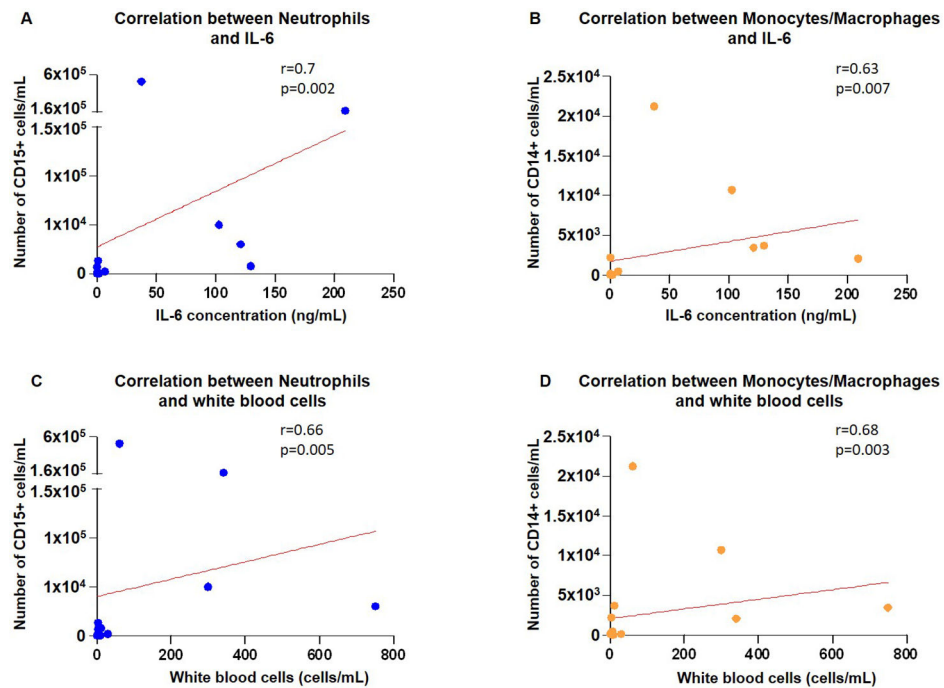 A
Correlation between Neutrophils
and IL-6
r=0.7
p=0.002
Number of CD15+ cells/mL
6x10⁵
1.6x10⁵
1.5x10⁵
1x10⁵
1x10⁴
0
0 50 100 150 200 250
IL-6 concentration (ng/mL)
B
Correlation between Monocytes/Macrophages
and IL-6
r=0.63
p=0.007
Number of CD14+ cells/mL
2.5x10⁴
2x10⁴
1.5x10⁴
1x10⁴
5x10³
0
0 50 100 150 200 250
IL-6 concentration (ng/mL)
C
Correlation between Neutrophils
and white blood cells
r=0.66
p=0.005
Number of CD15+ cells/mL
6x10⁵
1.6x10⁵
1.5x10⁵
1x10⁵
1x10⁴
0
0 200 400 600 800
White blood cells (cells/mL)
D
Correlation between Monocytes/Macrophages
and white blood cells
r=0.68
p=0.003
Number of CD14+ cells/mL
2.5x10⁴
2x10⁴
1.5x10⁴
1x10⁴
5x10³
0
0 200 400 600 800
White blood cells (cells/mL)